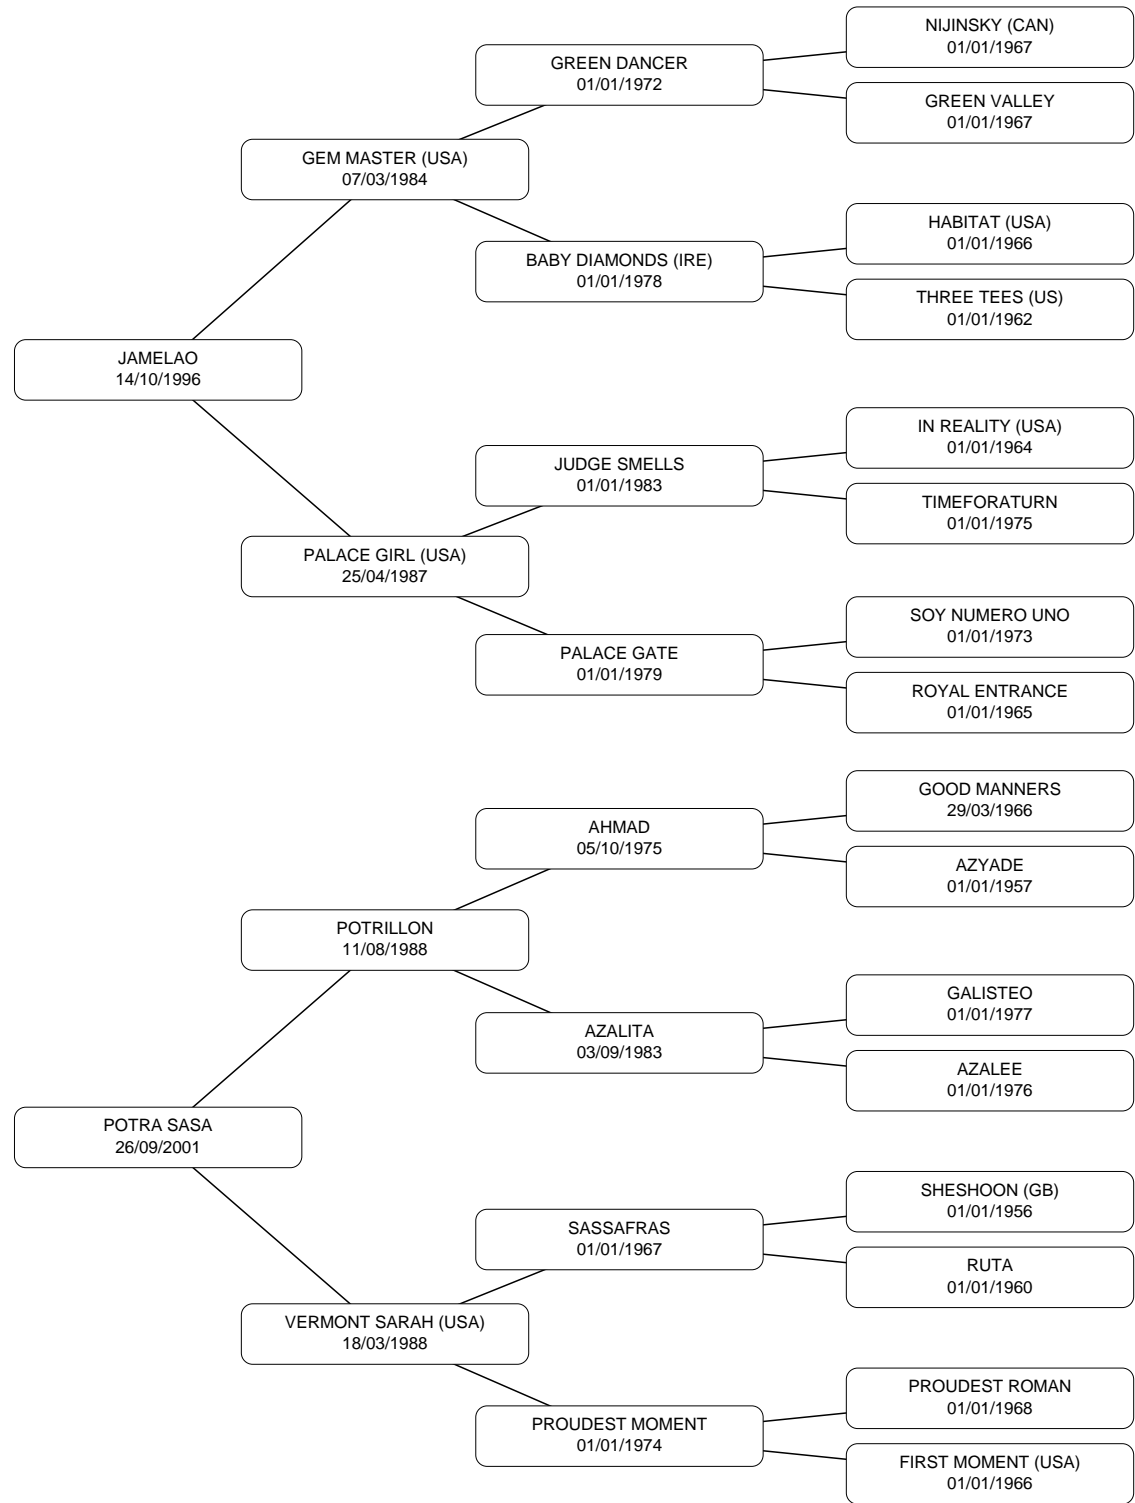 NIJINSKY (CAN)
01/01/1967
GREEN DANCER
01/01/1972
GREEN VALLEY
01/01/1967
GEM MASTER (USA)
07/03/1984
HABITAT (USA)
01/01/1966
BABY DIAMONDS (IRE)
01/01/1978
THREE TEES (US)
01/01/1962
JAMELAO
14/10/1996
IN REALITY (USA)
01/01/1964
JUDGE SMELLS
01/01/1983
TIMEFORATURN
01/01/1975
PALACE GIRL (USA)
25/04/1987
SOY NUMERO UNO
01/01/1973
PALACE GATE
01/01/1979
ROYAL ENTRANCE
01/01/1965
GOOD MANNERS
29/03/1966
AHMAD
05/10/1975
AZYADE
01/01/1957
POTRILLON
11/08/1988
GALISTEO
01/01/1977
AZALITA
03/09/1983
AZALEE
01/01/1976
POTRA SASA
26/09/2001
SHESHOON (GB)
01/01/1956
SASSAFRAS
01/01/1967
RUTA
01/01/1960
VERMONT SARAH (USA)
18/03/1988
PROUDEST ROMAN
01/01/1968
PROUDEST MOMENT
01/01/1974
FIRST MOMENT (USA)
01/01/1966